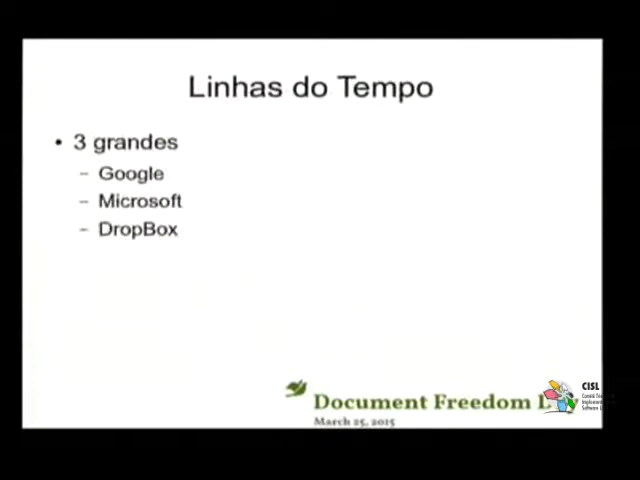 Linhas do Tempo
• 3 grandes
– Google
– Microsoft
– DropBox
Document Freedom
March 25, 2015
CISL